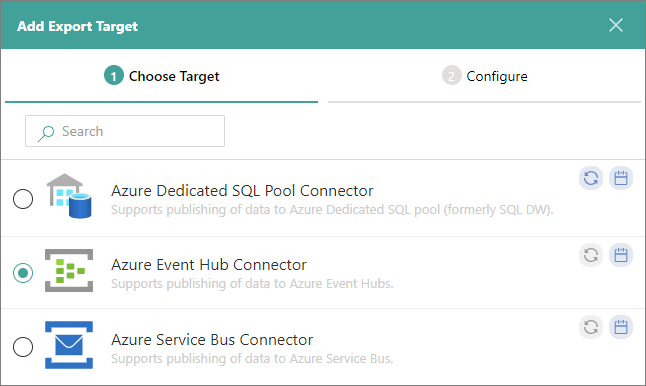 Add Export Target
1 Choose Target
2 Configure
Search
Azure Dedicated SQL Pool Connector
Supports publishing of data to Azure Dedicated SQL pool (formerly SQL DW).
Azure Event Hub Connector
Supports publishing of data to Azure Event Hubs.
Azure Service Bus Connector
Supports publishing of data to Azure Service Bus.